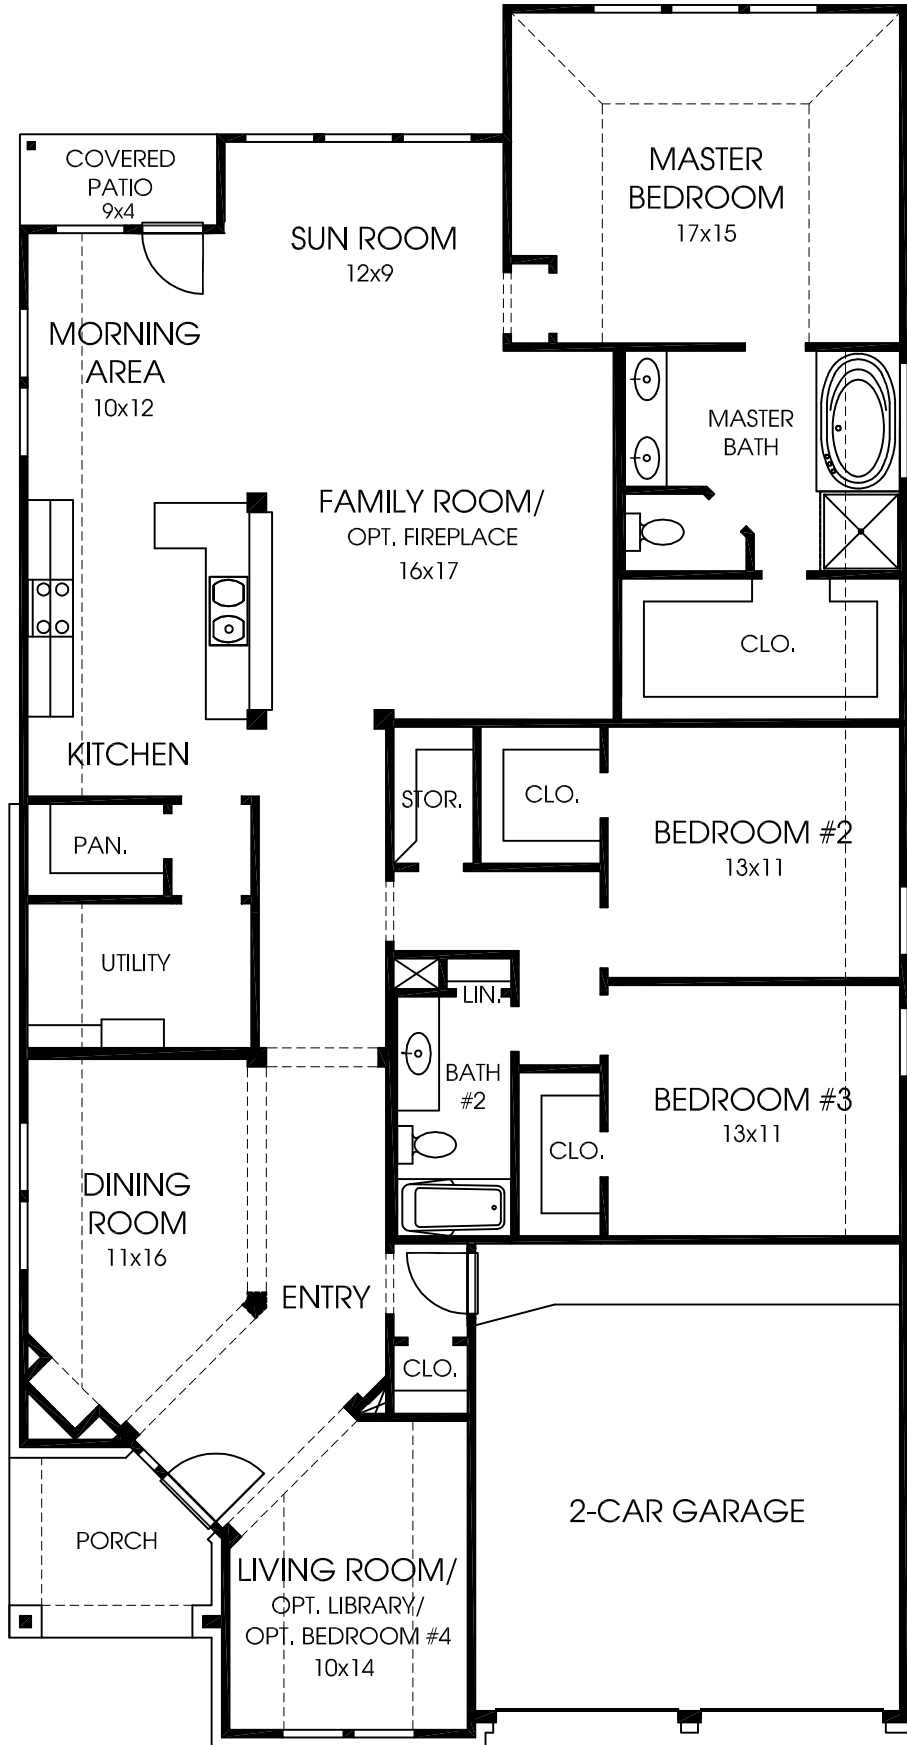 COVERED
PATIO
9x4
MASTER
BEDROOM
17x15
SUN ROOM
12x9
MORNING
AREA
10x12
MASTER
BATH
FAMILY ROOM/
OPT. FIREPLACE
16x17
CLO.
KITCHEN
STOR.
CLO.
BEDROOM #2
13x11
PAN.
UTILITY
LIN.
BATH
#2
BEDROOM #3
13x11
CLO.
DINING
ROOM
11x16
ENTRY
CLO.
2-CAR GARAGE
PORCH
LIVING ROOM/
OPT. LIBRARY/
OPT. BEDROOM #4
10x14